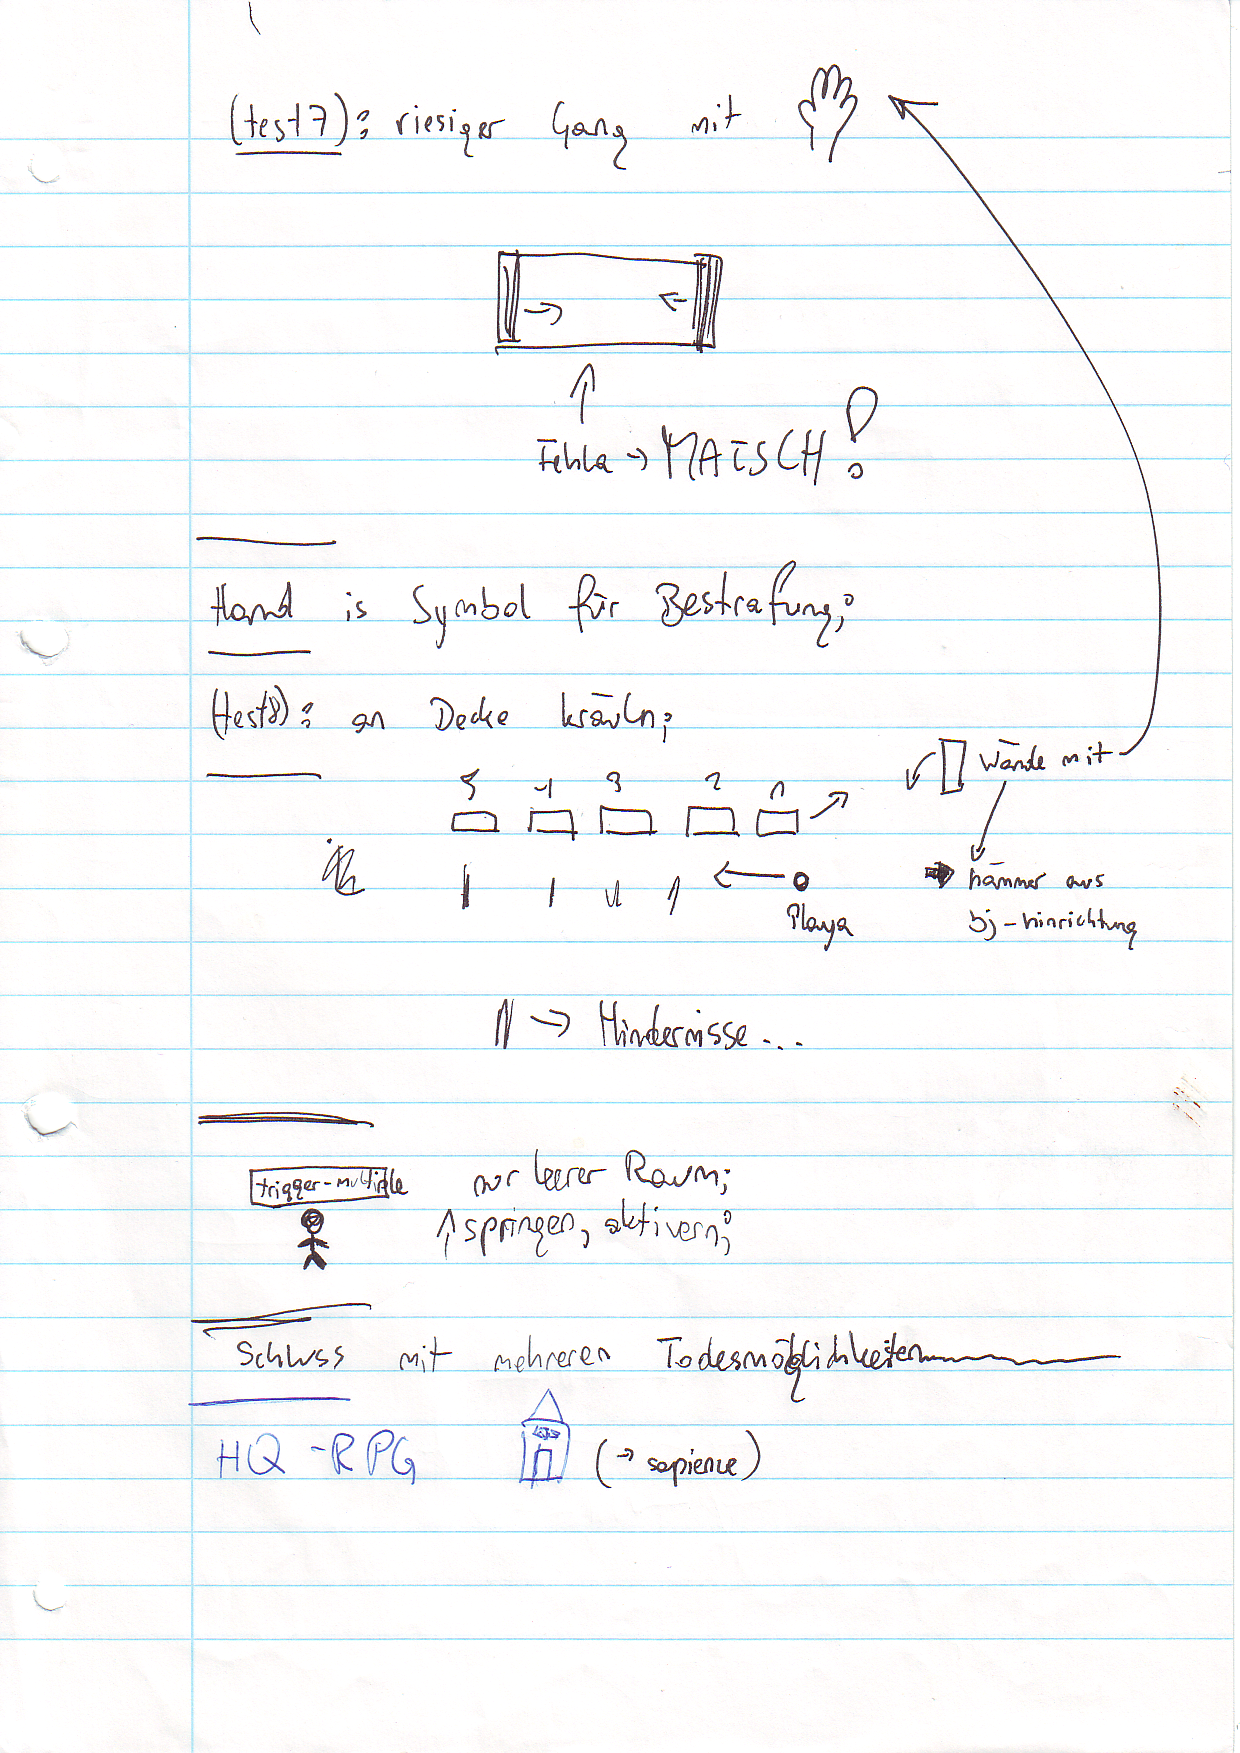 (test7): riesiger Gang mit
Fehla → MATSCH!
Hand is Symbol für Bestrafung;
(test8): an Decke kräuln;
5 4 3 2 1
Wände mit
Playa
hämmer aus
bj-hinrichtung
→ Hindernisse...
trigger-multiple
nur leerer Raum;
↑ springen, aktivern;
Schluss mit mehreren Todesmöglichkeiten
HQ-RPG (→ sapience)